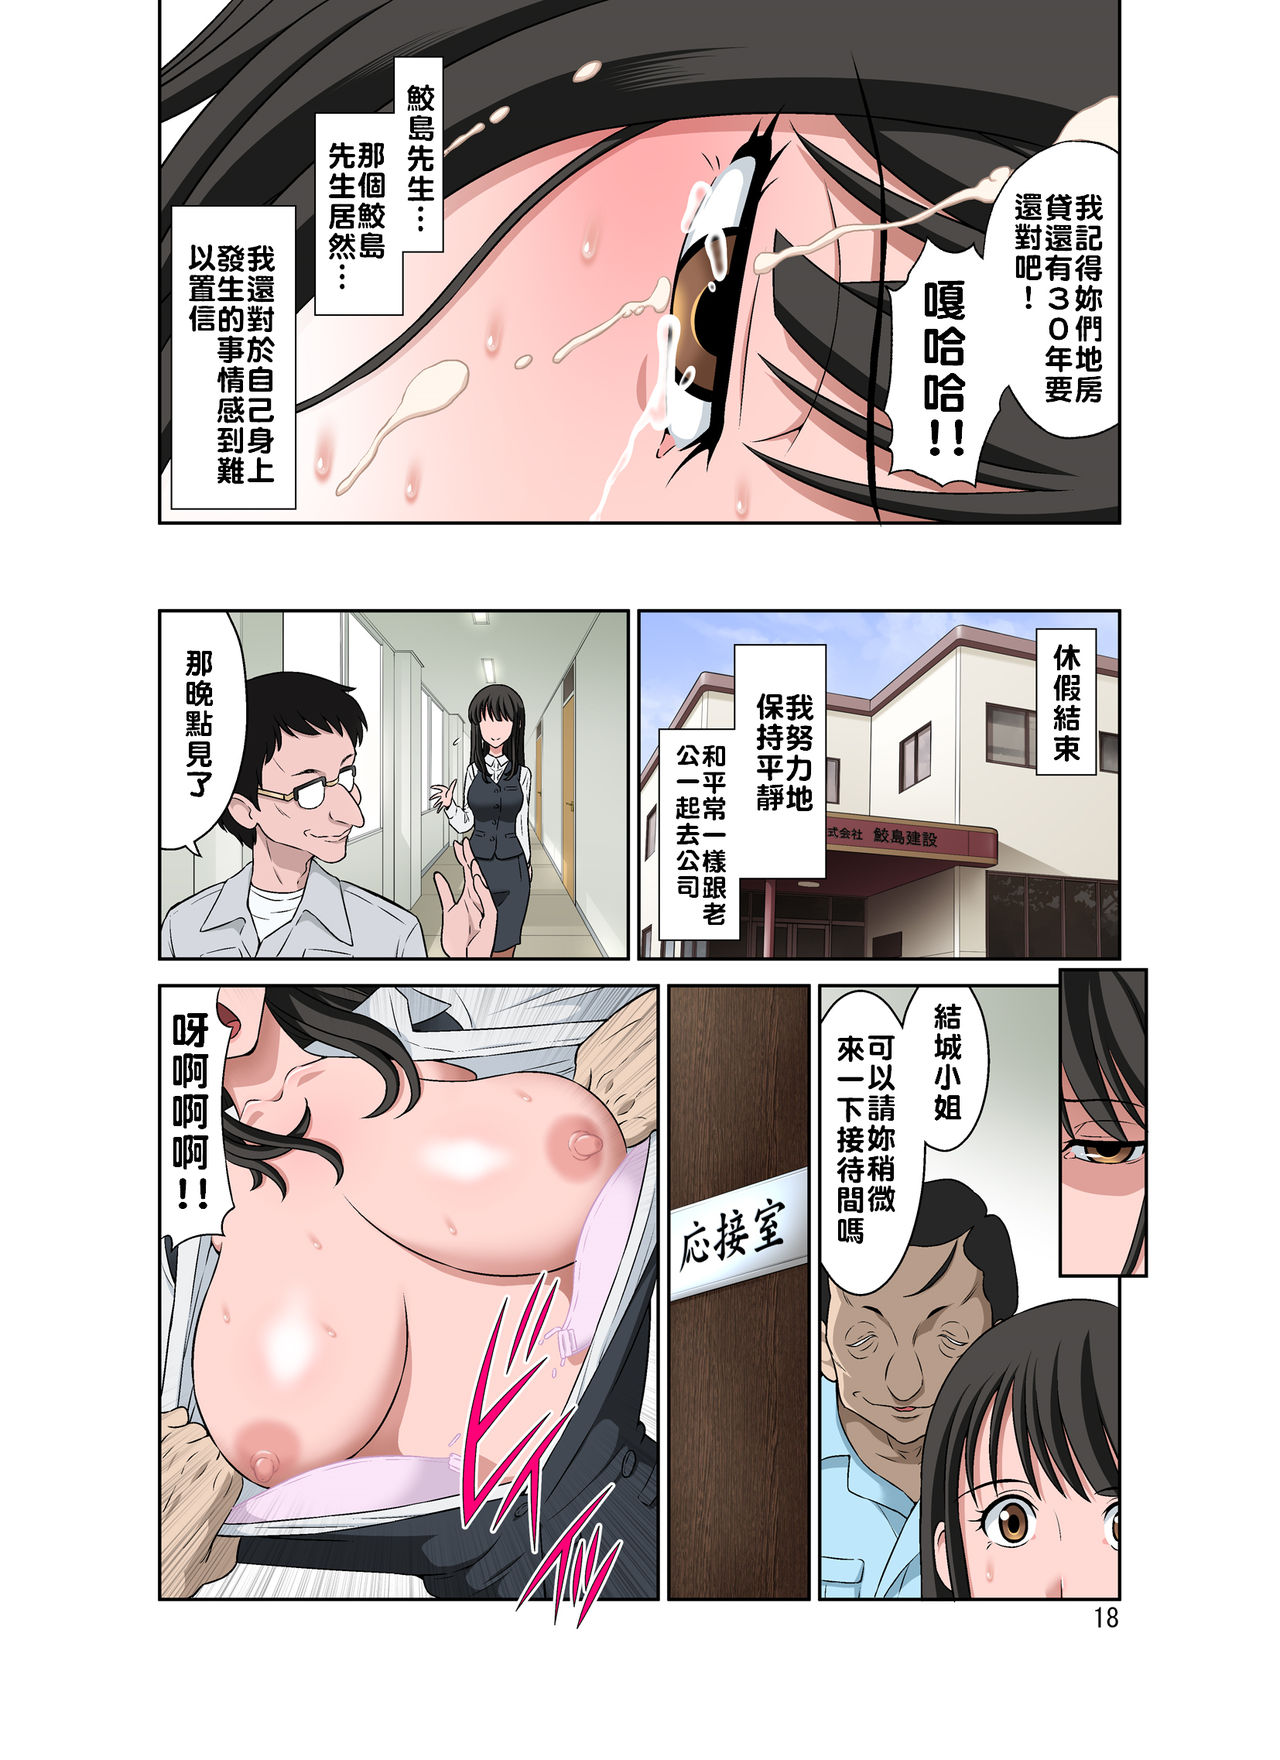 我記得妳們地房
貸還有30年要
還對吧！
嘎哈哈!!
鮫島先生…
那個鮫島
先生居然…
我還對於自己身上
發生的事情感到難
以置信
休假結束
我努力地
保持平靜
和平常一樣跟老
公一起去公司
式会社 鮫島建設
那晚點見了
結城小姐
可以請妳稍微
來一下接待間嗎
応接室
呀啊啊啊!!
ビリィッ
18